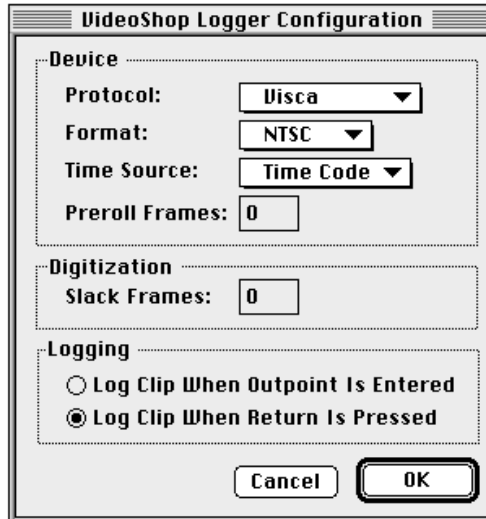 VideoShop Logger Configuration
Device
Protocol: Visca
Format: NTSC
Time Source: Time Code
Preroll Frames: 0
Digitization
Slack Frames: 0
Logging
Log Clip When Outpoint Is Entered
Log Clip When Return Is Pressed
Cancel OK